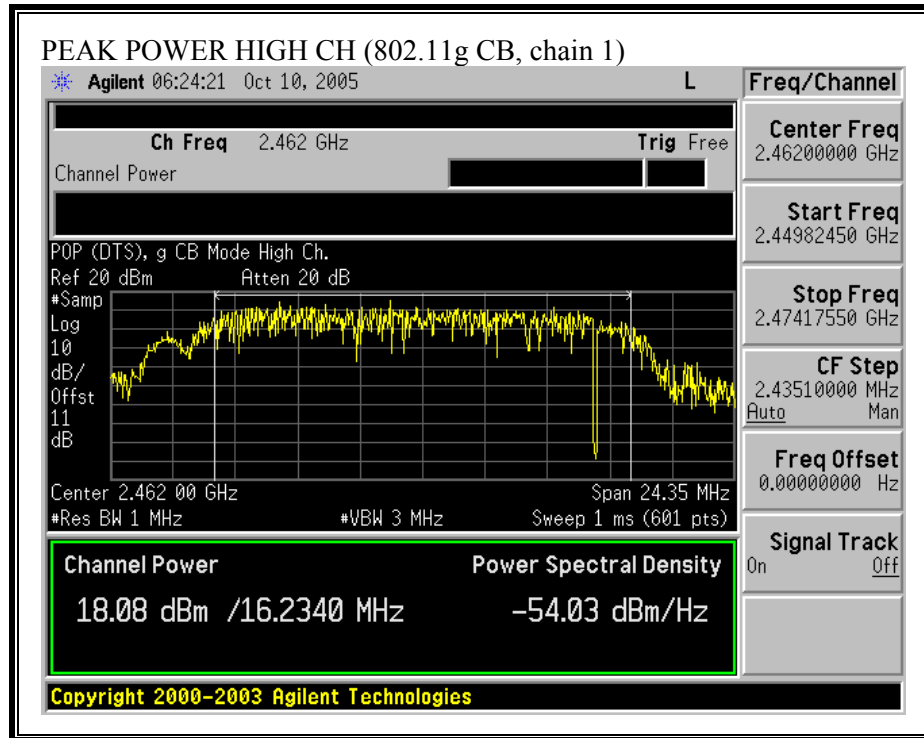 PEAK POWER HIGH CH (802.11g CB, chain 1)
Agilent 06:24:21 Oct 10, 2005 L
Freq/Channel
Ch Freq 2.462 GHz Trig Free
Channel Power
Center Freq
2.46200000 GHz
Start Freq
2.44982450 GHz
Stop Freq
2.47417550 GHz
CF Step
2.43510000 MHz
Auto Man
Freq Offset
0.00000000 Hz
Signal Track
On Off
POP (DTS), g CB Mode High Ch.
Ref 20 dBm Atten 20 dB
#Samp
Log
10
dB/
Offst
11
dB
Center 2.462 00 GHz Span 24.35 MHz
#Res BW 1 MHz #VBW 3 MHz Sweep 1 ms (601 pts)
Channel Power Power Spectral Density
18.08 dBm /16.2340 MHz -54.03 dBm/Hz
Copyright 2000-2003 Agilent Technologies